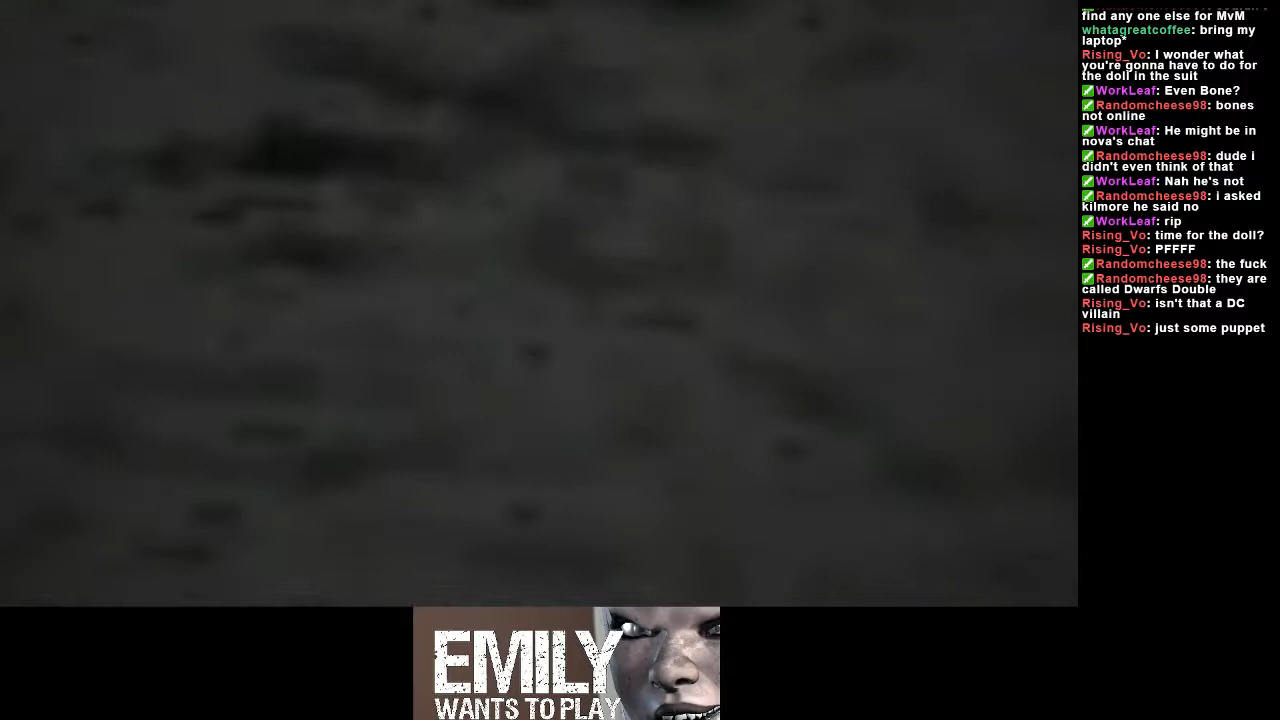 find any one else for MvM
whatagreatcoffee: bring my
laptop*
Rising_Vo: I wonder what
you're gonna have to do for
the doll in the suit
WorkLeaf: Even Bone?
Randomcheese98: bones
not online
WorkLeaf: He might be in
nova's chat
Randomcheese98: dude i
didn't even think of that
WorkLeaf: Nah he's not
Randomcheese98: i asked
kilmore he said no
WorkLeaf: rip
Rising_Vo: time for the doll?
Rising_Vo: PFFFF
Randomcheese98: the fuck
Randomcheese98: they are
called Dwarfs Double
Rising_Vo: isn't that a DC
villain
Rising_Vo: just some puppet
EMILY
WANTS TO PLAY